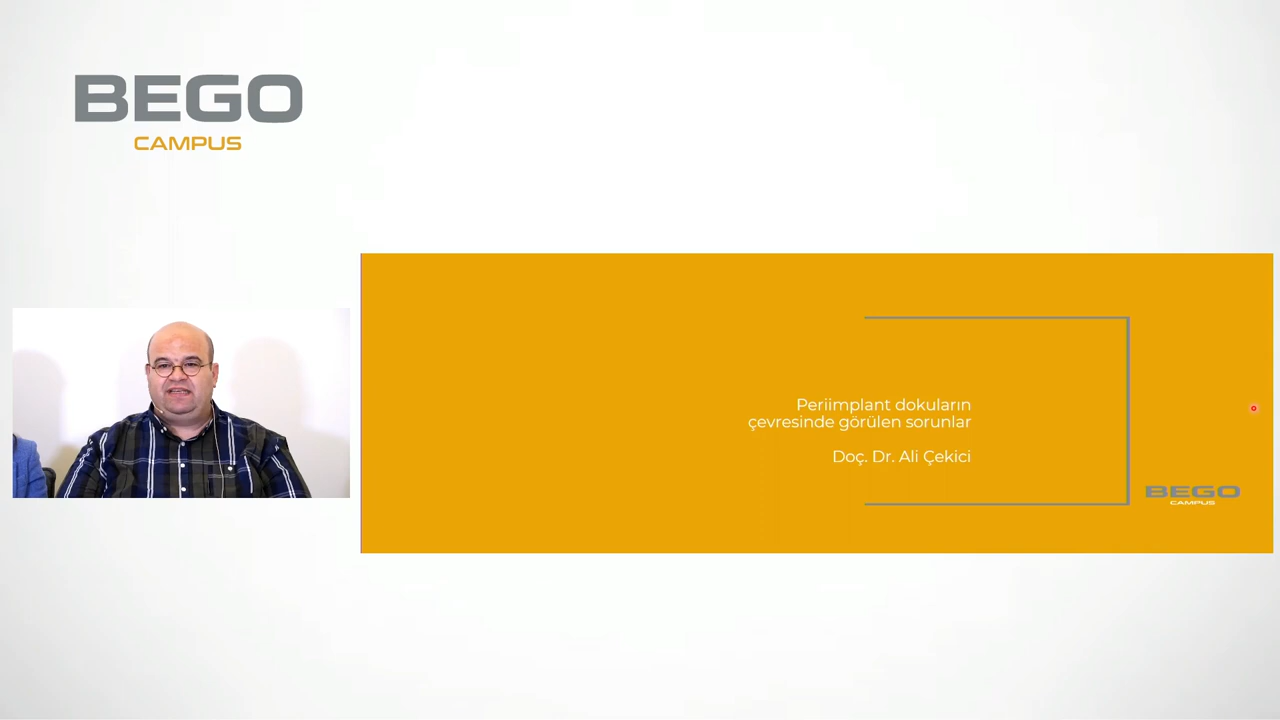 BEGO
CAMPUS
Periimplant dokuların
çevresinde görülen sorunlar
Doç. Dr. Ali Çekici
BEGO
CAMPUS